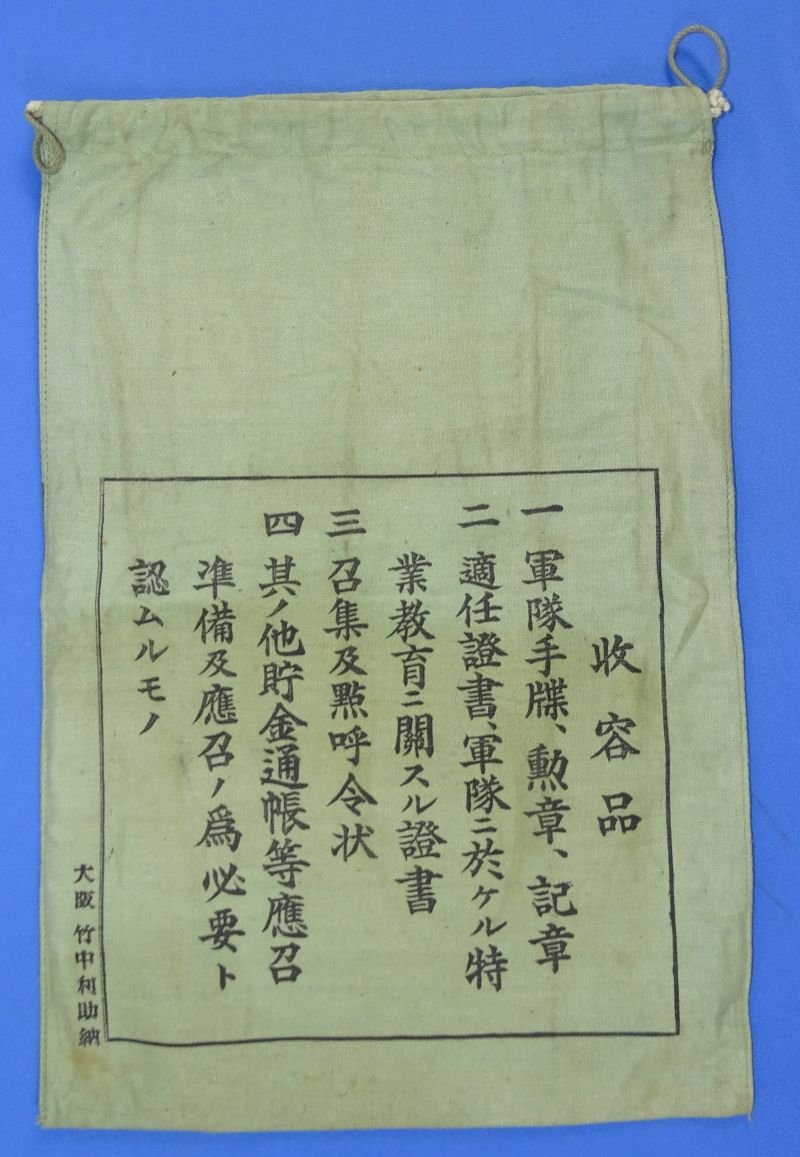 收容品
一 軍隊手牒、勲章、記章
二 適任證書、軍隊ニ於ケル特
業教育ニ關スル證書
三 召集及點呼令状
四 其ノ他貯金通帳等應召
準備及應召ノ爲必要ト
認ムルモノ
大阪 竹中利助納